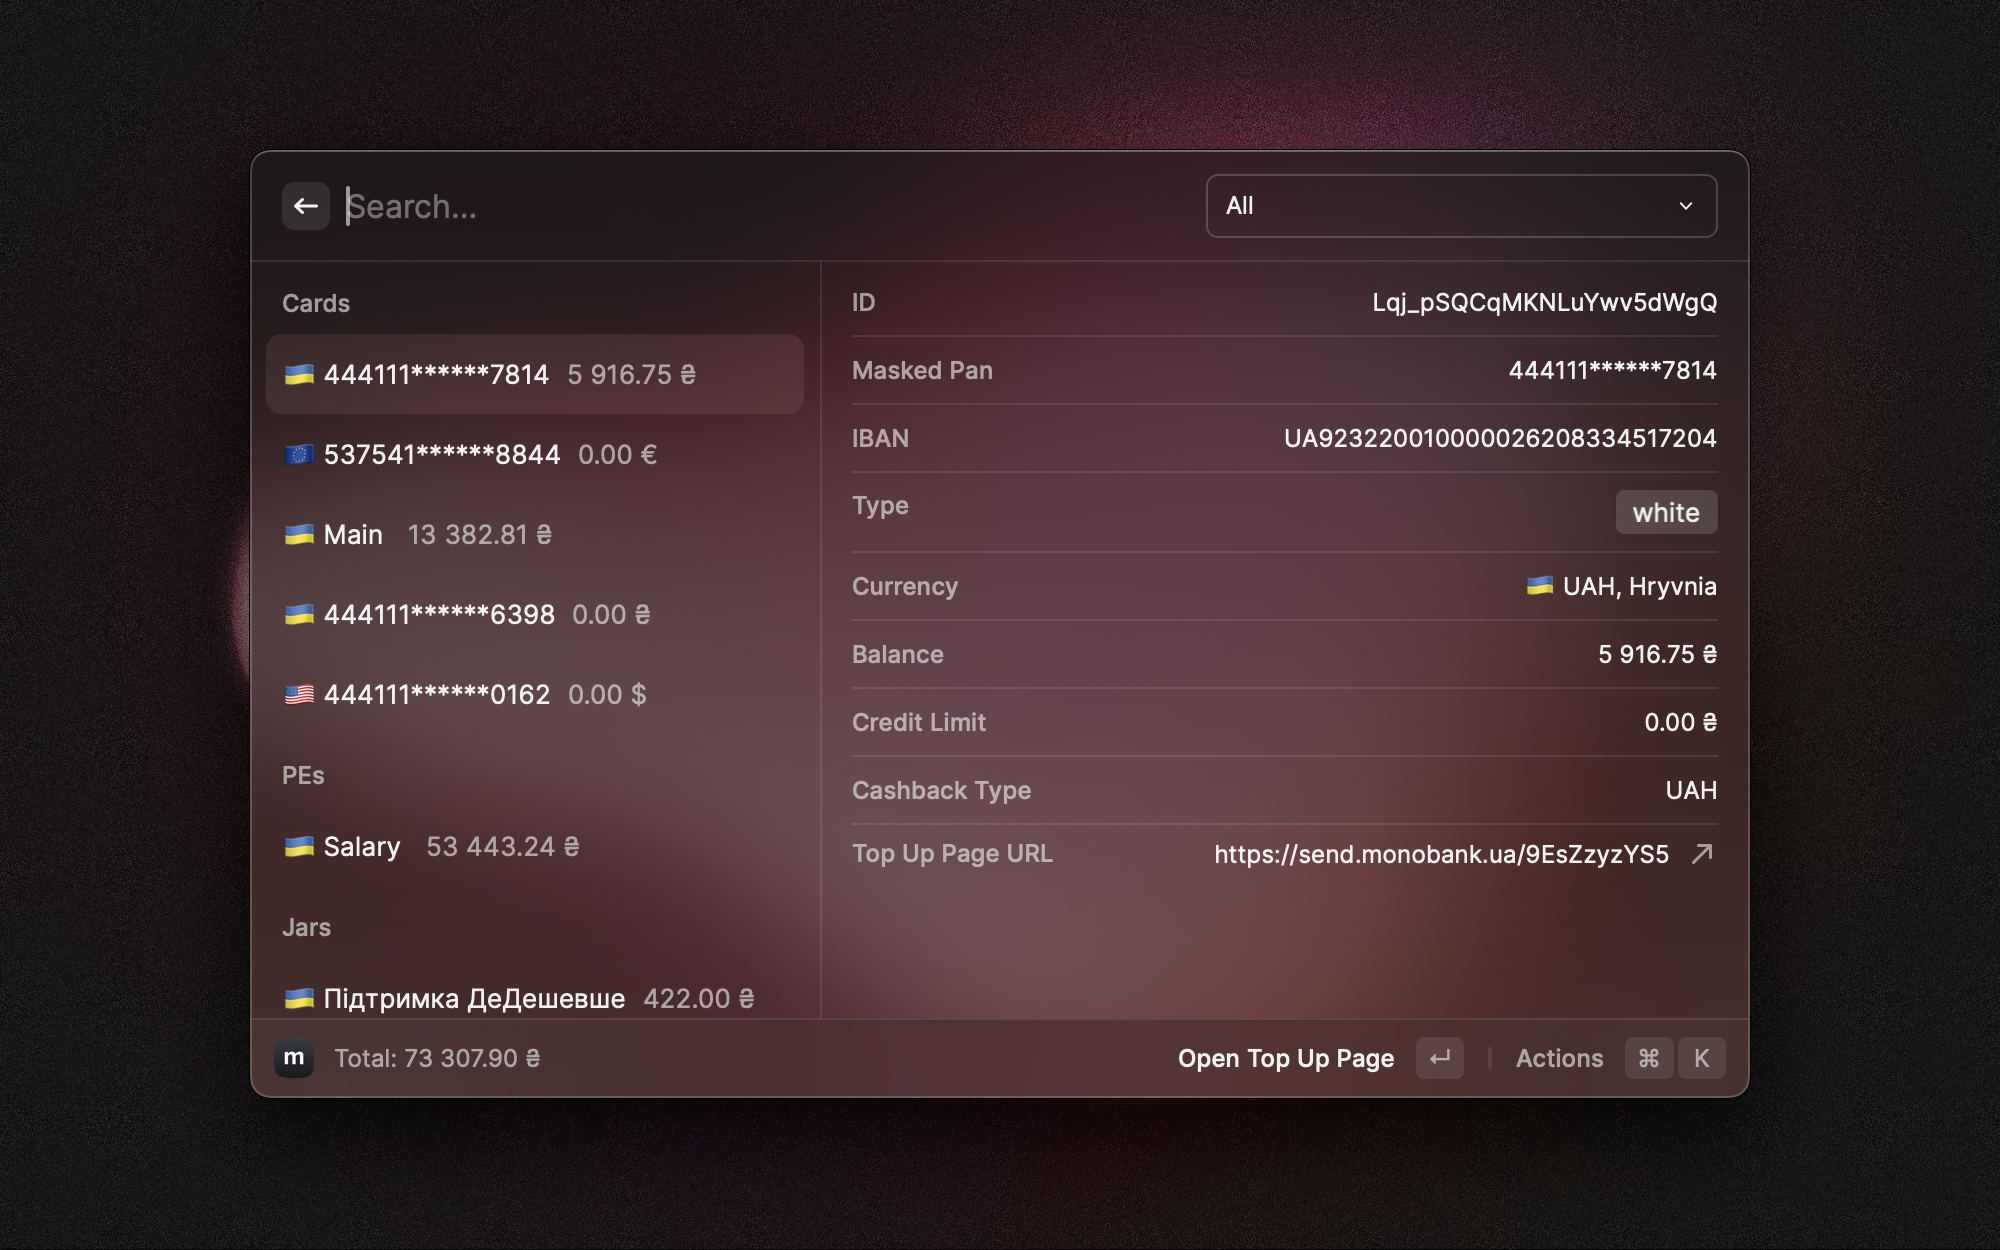 Search...
All
Cards
444111******7814 5 916.75 ₴
537541******8844 0.00 €
Main 13 382.81 ₴
444111******6398 0.00 ₴
444111******0162 0.00 $
PEs
Salary 53 443.24 ₴
Jars
Підтримка ДеДешевше 422.00 ₴
ID Lqj_pSQCqMKNLuYwv5dWgQ
Masked Pan 444111******7814
IBAN UA923220010000026208334517204
Type white
Currency UAH, Hryvnia
Balance 5 916.75 ₴
Credit Limit 0.00 ₴
Cashback Type UAH
Top Up Page URL https://send.monobank.ua/9EsZzyzYS5
m Total: 73 307.90 ₴
Open Top Up Page Actions ⌘ K